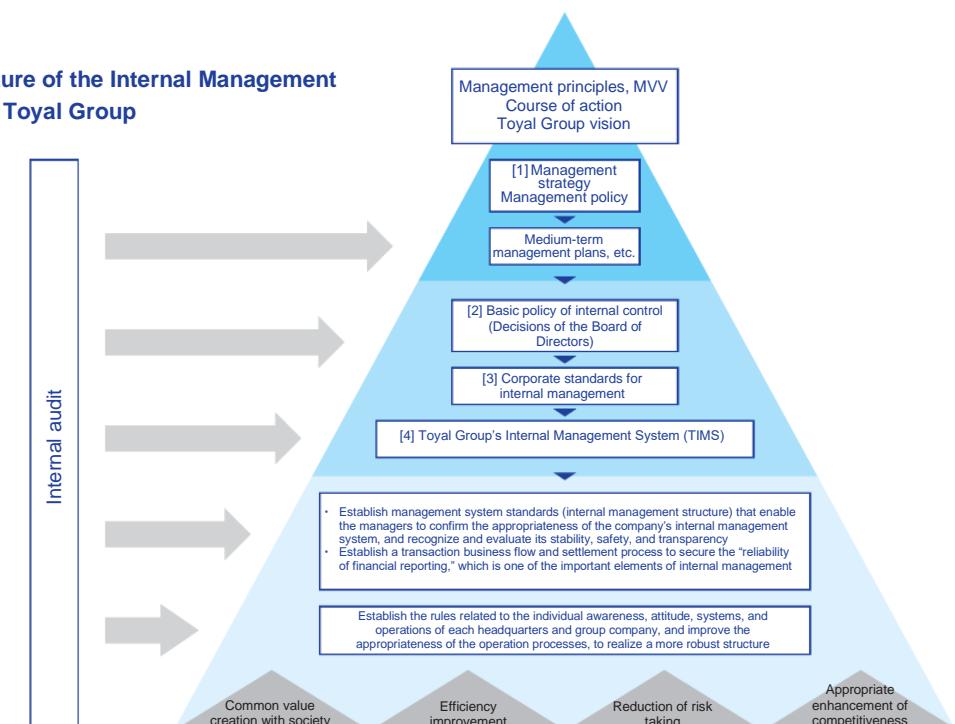 ure of the Internal Management
Toyal Group
Management principles, MVV
Course of action
Toyal Group vision
[1] Management
strategy
Management policy
Medium-term
management plans, etc.
[2] Basic policy of internal control
(Decisions of the Board of
Directors)
[3] Corporate standards for
internal management
[4] Toyal Group's Internal Management System (TIMS)
Internal audit
・ Establish management system standards (internal management structure) that enable
the managers to confirm the appropriateness of the company's internal management
system, and recognize and evaluate its stability, safety, and transparency
・ Establish a transaction business flow and settlement process to secure the “reliability
of financial reporting,” which is one of the important elements of internal management
Establish the rules related to the individual awareness, attitude, systems, and
operations of each headquarters and group company, and improve the
appropriateness of the operation processes, to realize a more robust structure
Common value
creation with society
Efficiency
improvement
Reduction of risk
taking
Appropriate
enhancement of
competitiveness